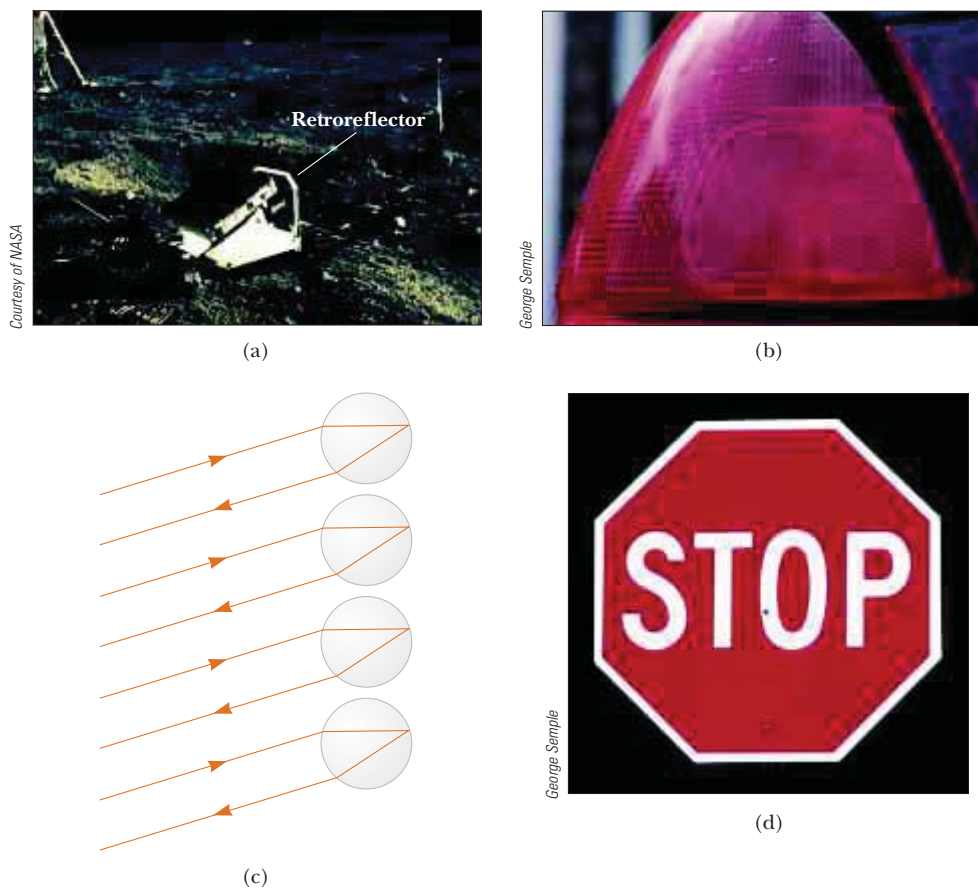 Retroreflector
Courtesy of NASA
(a)
George Semple
(b)
(c)
STOP
George Semple
(d)